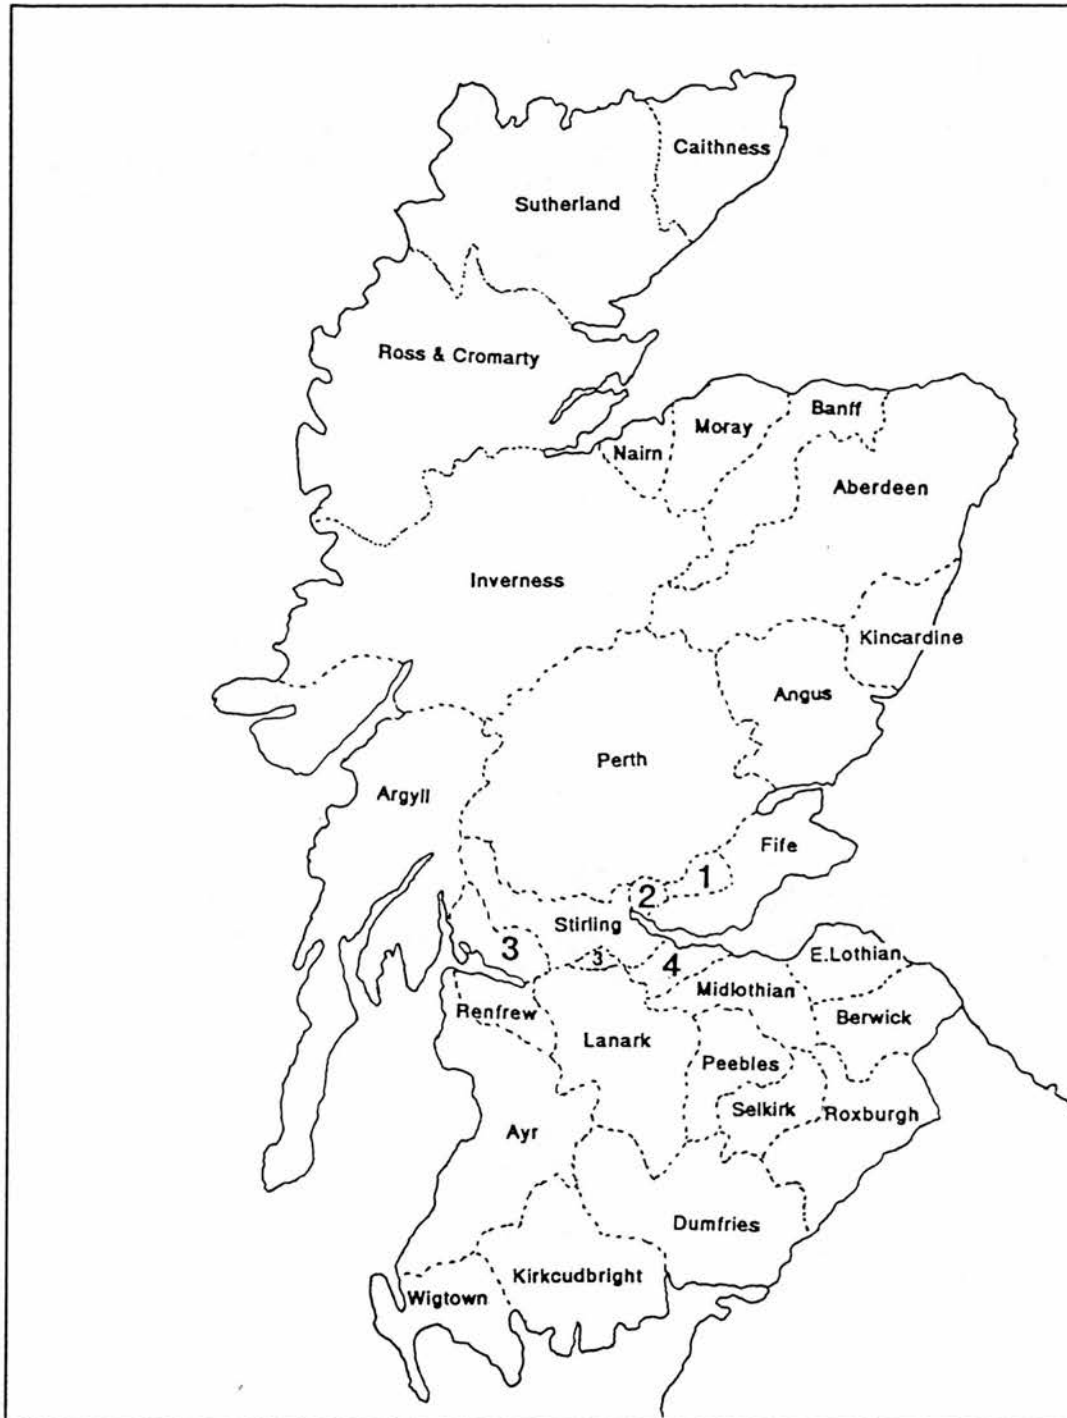 Caithness
Sutherland
Ross & Cromarty
Banff
Moray
Nairn
Aberdeen
Inverness
Kincardine
Angus
Perth
Argyll
Fife
1
2
Stirling
3
3
4
E.Lothian
Midlothian
Renfrew
Berwick
Lanark
Peebles
Selkirk
Roxburgh
Ayr
Dumfries
Kirkcudbright
Wigtown